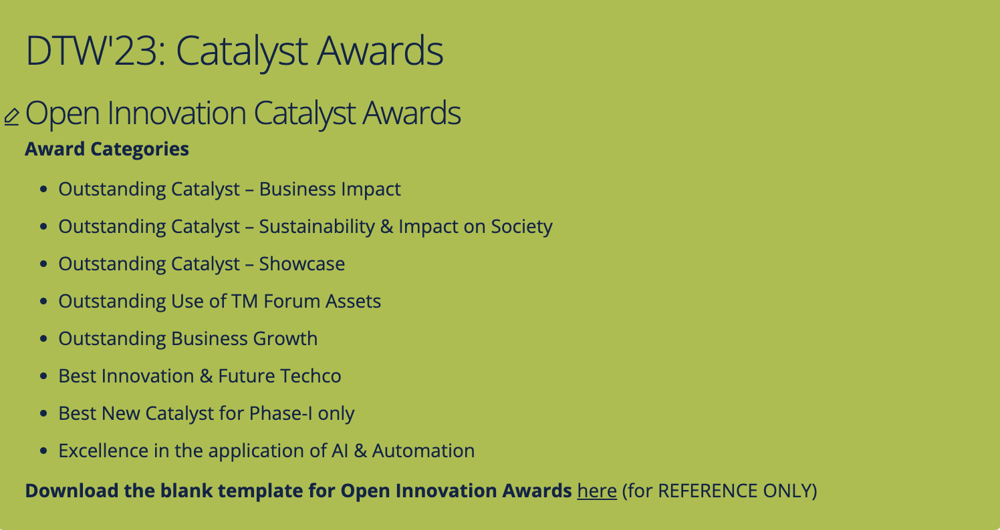 DTW'23: Catalyst Awards
Open Innovation Catalyst Awards
Award Categories
• Outstanding Catalyst – Business Impact
• Outstanding Catalyst – Sustainability & Impact on Society
• Outstanding Catalyst – Showcase
• Outstanding Use of TM Forum Assets
• Outstanding Business Growth
• Best Innovation & Future Techco
• Best New Catalyst for Phase-I only
• Excellence in the application of AI & Automation
Download the blank template for Open Innovation Awards here (for REFERENCE ONLY)